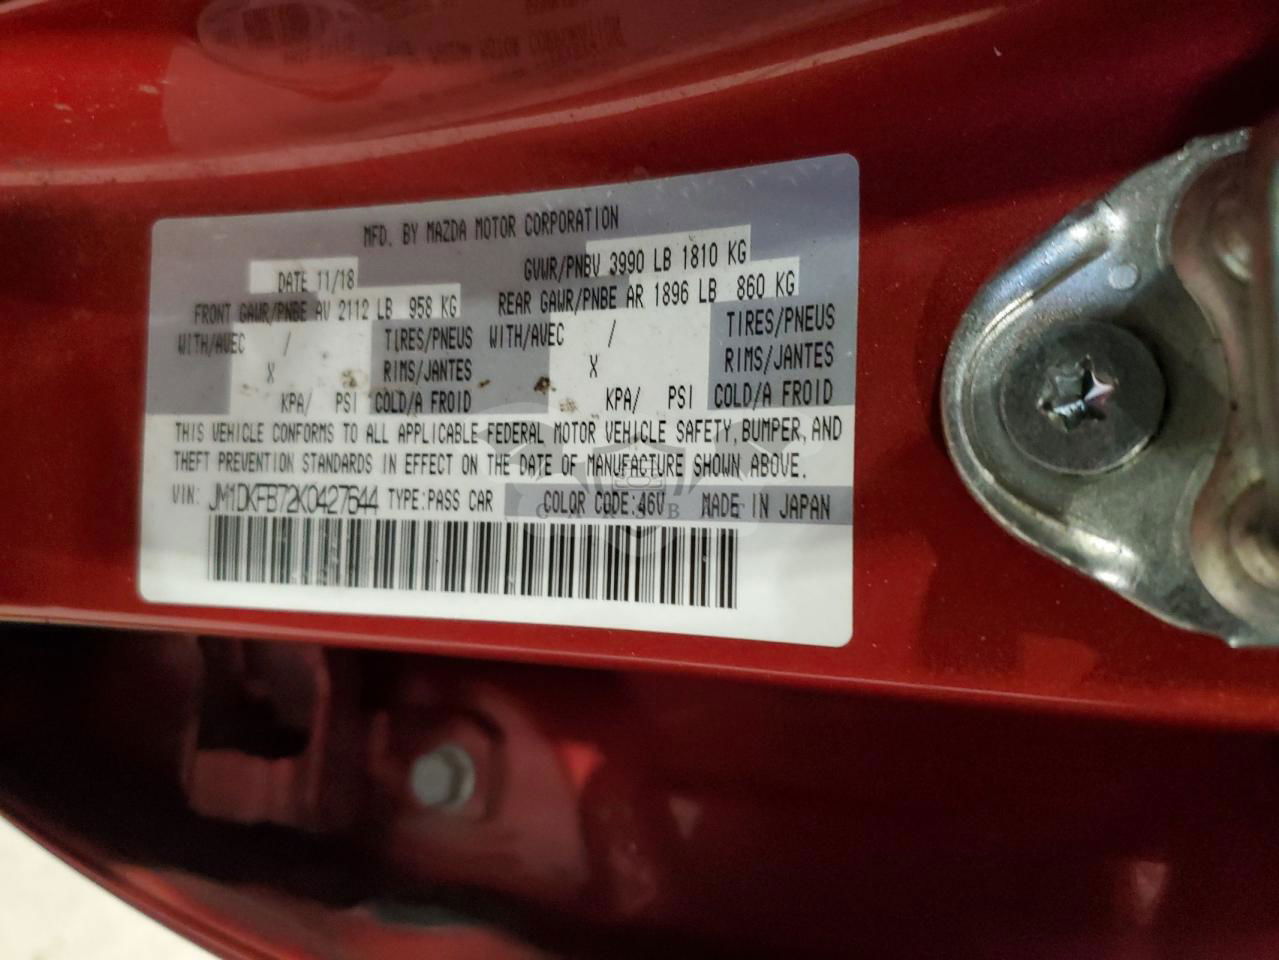 MFD. BY MAZDA MOTOR CORPORATION
DATE 11/18 GVWR/PNBV 3990 LB 1810 KG
FRONT GAWR/PNBE AV 2112 LB 958 KG REAR GAWR/PNBE AR 1896 LB 860 KG
WITH/AVEC / TIRES/PNEUS WITH/AVEC / TIRES/PNEUS
X RIMS/JANTES X RIMS/JANTES
KPA/ PSI COLD/A FROID KPA/ PSI COLD/A FROID
THIS VEHICLE CONFORMS TO ALL APPLICABLE FEDERAL MOTOR VEHICLE SAFETY, BUMPER, AND
THEFT PREVENTION STANDARDS IN EFFECT ON THE DATE OF MANUFACTURE SHOWN ABOVE.
VIN: JM1DKFB72K0427644 TYPE:PASS CAR COLOR CODE:46V MADE IN JAPAN